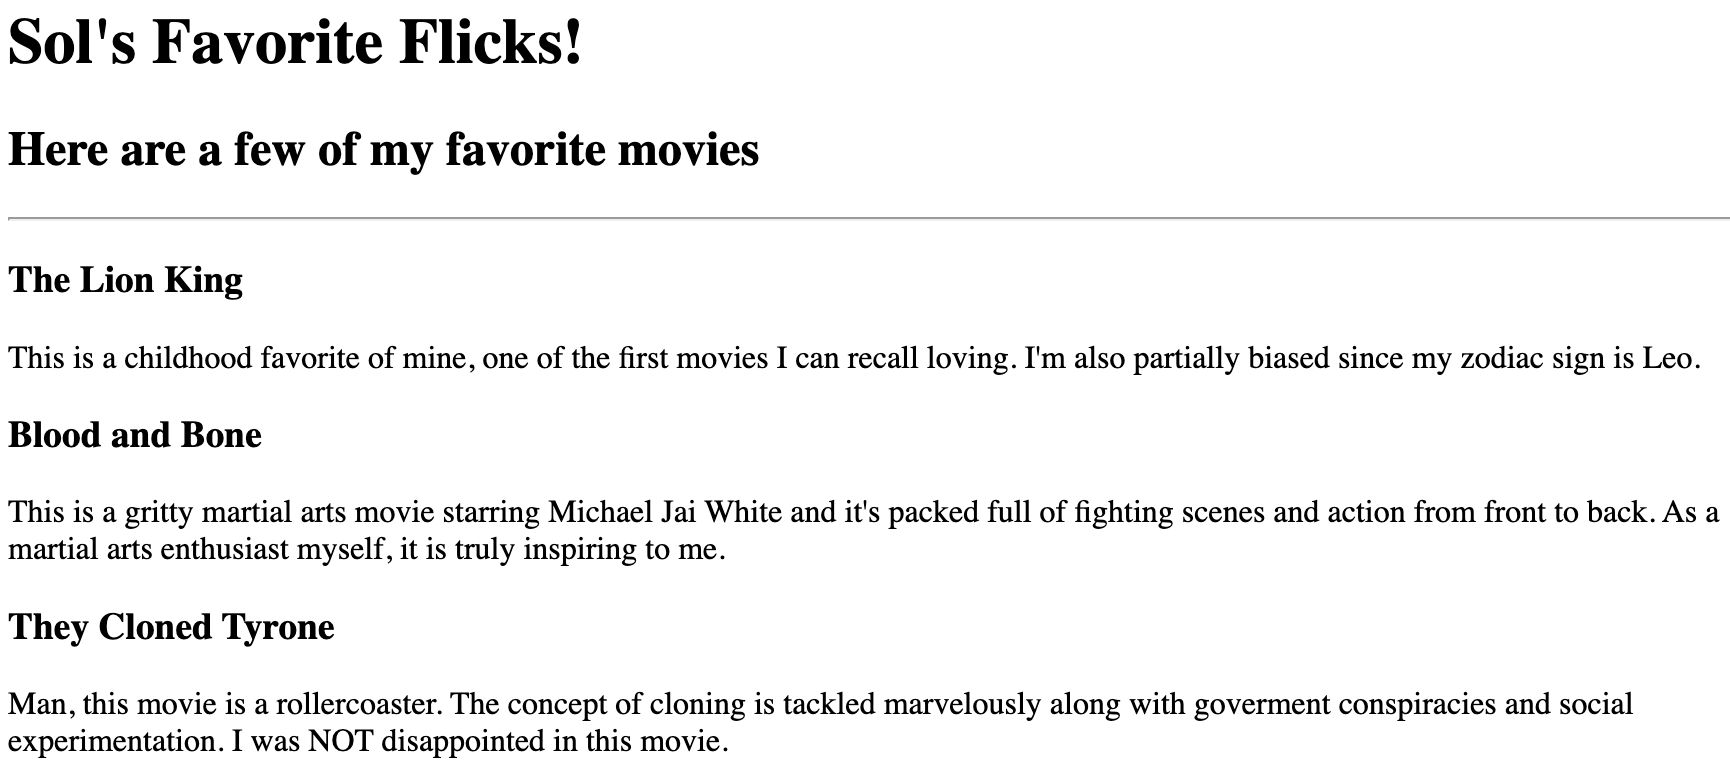 Sol's Favorite Flicks!
Here are a few of my favorite movies
The Lion King
This is a childhood favorite of mine, one of the first movies I can recall loving. I'm also partially biased since my zodiac sign is Leo.
Blood and Bone
This is a gritty martial arts movie starring Michael Jai White and it's packed full of fighting scenes and action from front to back. As a
martial arts enthusiast myself, it is truly inspiring to me.
They Cloned Tyrone
Man, this movie is a rollercoaster. The concept of cloning is tackled marvelously along with goverment conspiracies and social
experimentation. I was NOT disappointed in this movie.